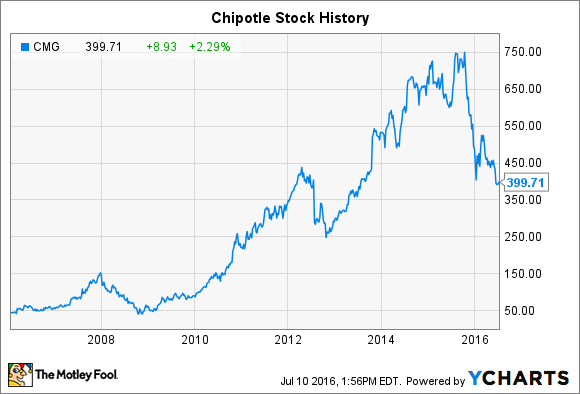 Chipotle Stock History
CMG 399.71 +8.93 +2.29%
750.00
650.00
550.00
450.00
399.71
350.00
250.00
150.00
50.00
2008 2010 2012 2014 2016
The Motley Fool.
Jul 10 2016, 1:56PM EDT. Powered by YCHARTS